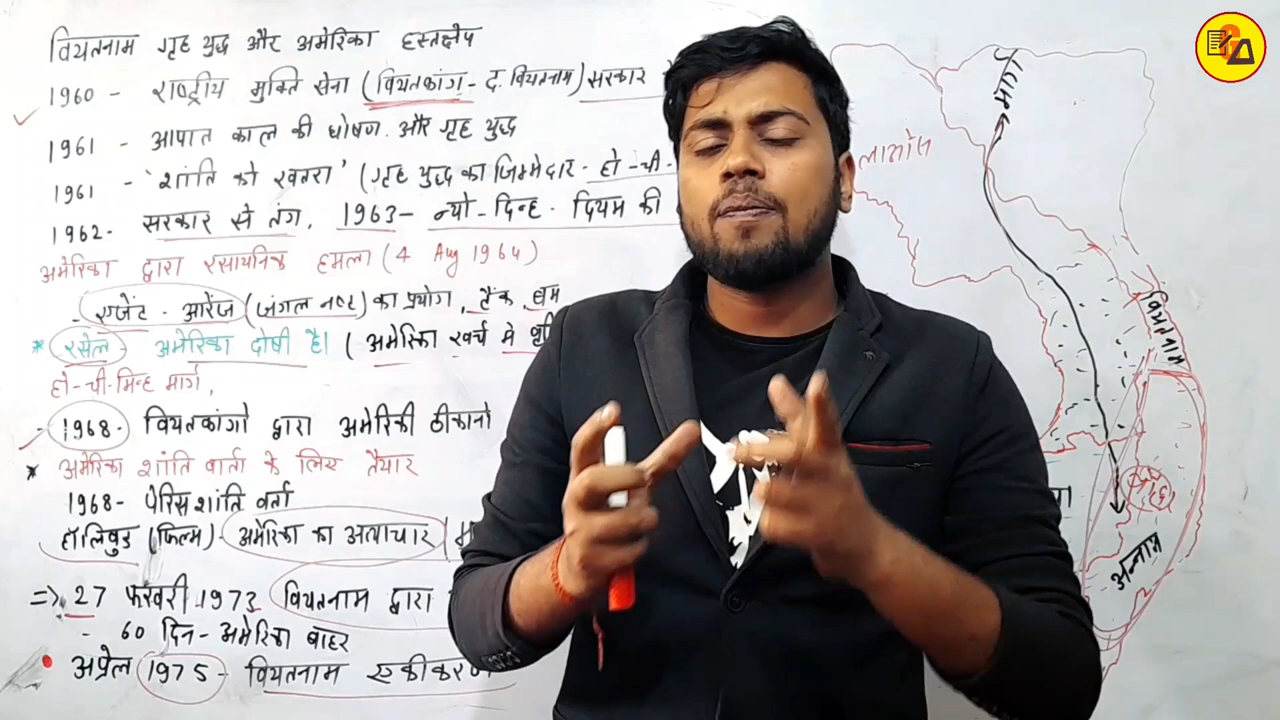 वियतनाम गृह युद्ध और अमेरिका हस्तक्षेप
1960 - राष्ट्रीय मुक्ति सेना (वियतकांग - द. वियतनाम) सरकार
1961 - आपात काल की घोषणा और गृह युद्ध
1961 - 'शांति को खतरा' (गृह युद्ध का जिम्मेदार - हो-ची-
1962 - सरकार से तंग, 1963 - न्यो-दिन्ह - दियम की
अमेरिका द्वारा रसायनिक हमला (4 Aug 1964)
- एजेंट - आरेंज (जंगल नष्ट) का प्रयोग, टैंक, बम
* रसेल - अमेरिका दोषी है। (अमेरिका खर्च मे
हो-ची-मिन्ह मार्ग,
- 1968 - वियतकांगो द्वारा अमेरिकी ठीकानो
* अमेरिका शांति वार्ता के लिए तैयार
1968 - पेरिस शांति वर्ता
हॉलिवुड (फिल्म) - अमेरिका का अत्याचार (
=> 27 फरवरी 1973 (वियतनाम द्वारा
- 60 दिन - अमेरिका बाहर
• अप्रेल 1975 - वियतनाम एकीकरण
लाओस
वियतनाम
अन्नाम